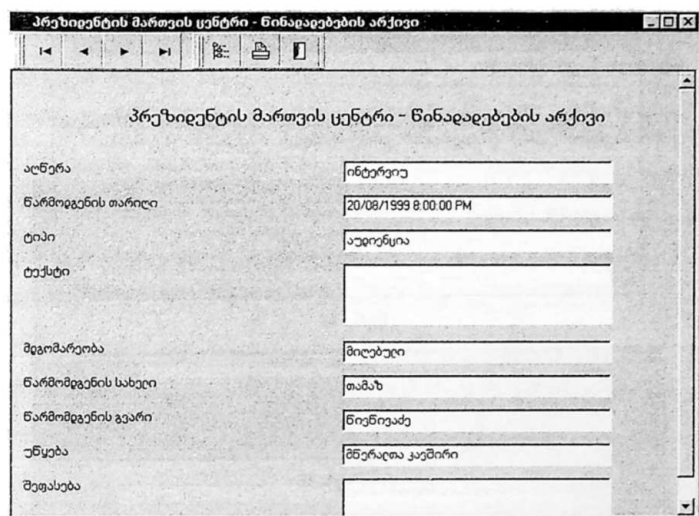 პრეზიდენტის მართვის ცენტრი - წინადადებების არქივი
პრეზიდენტის მართვის ცენტრი - წინადადებების არქივი
აღწერა ინტერვიუ
წარმოდგენის თარიღი 20/08/1999 8:00:00 PM
ტიპი აუდიენცია
ტექსტი
მდგომარეობა მიღებული
წარმომდგენის სახელი თამაზ
წარმომდგენის გვარი წივწივაძე
უწყება მწერალთა კავშირი
შეფასება